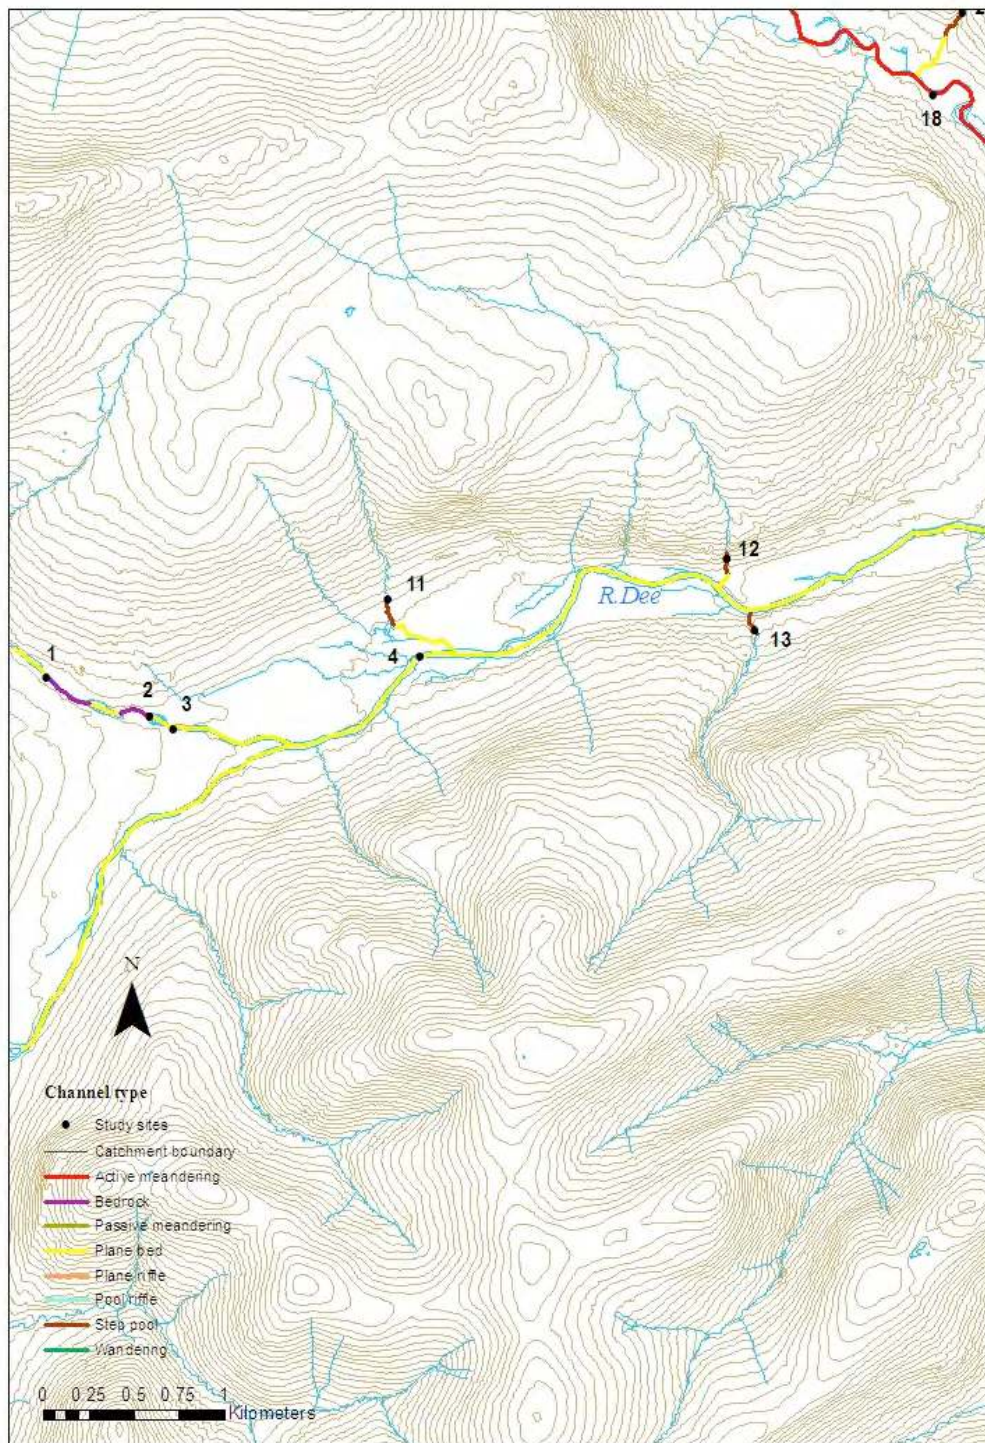 18
12
11
R.Dee
13
4
1
2
3
N
Channel type
Study sites
Catchment boundary
Active meandering
Bedrock
Passive meandering
Plane bed
Plane riffle
Pool riffle
Step pool
Wandering
0 0.25 0.5 0.75 1
Kilometers